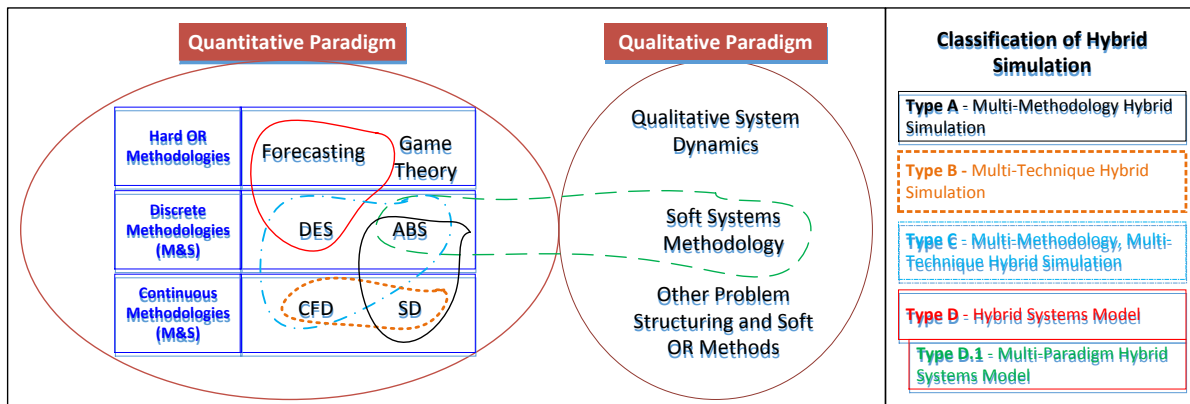 Quantitative Paradigm
Hard OR
Methodologies
Forecasting
Game
Theory
Discrete
Methodologies
(M&S)
DES
ABS
Continuous
Methodologies
(M&S)
CFD
SD
Qualitative Paradigm
Qualitative System
Dynamics
Soft Systems
Methodology
Other Problem
Structuring and Soft
OR Methods
Classification of Hybrid
Simulation
Type A - Multi-Methodology Hybrid
Simulation
Type B - Multi-Technique Hybrid
Simulation
Type C - Multi-Methodology, Multi-
Technique Hybrid Simulation
Type D - Hybrid Systems Model
Type D.1 - Multi-Paradigm Hybrid
Systems Model